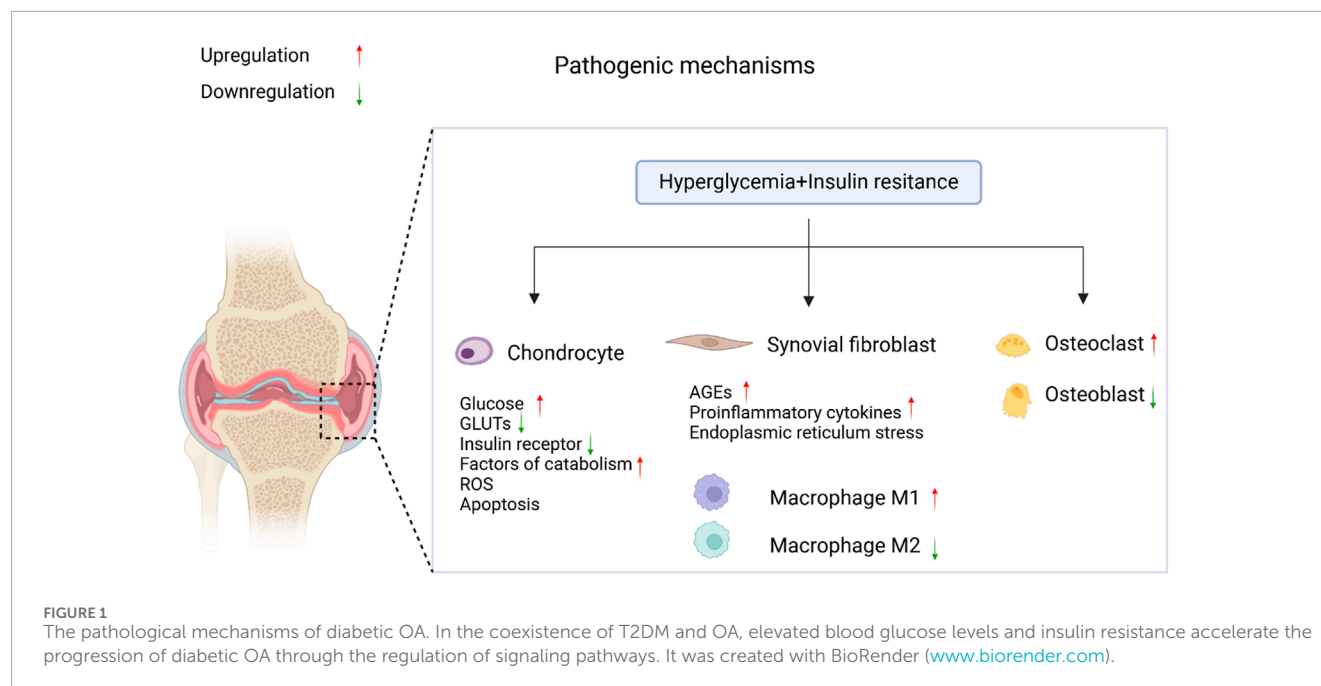 Upregulation ↑
Downregulation ↓
Pathogenic mechanisms
Hyperglycemia+Insulin resitance
Chondrocyte
Glucose ↑
GLUTs ↓
Insulin receptor ↓
Factors of catabolism ↑
ROS
Apoptosis
Synovial fibroblast
AGEs ↑
Proinflammatory cytokines ↑
Endoplasmic reticulum stress
Macrophage M1 ↑
Macrophage M2 ↓
Osteoclast ↑
Osteoblast ↓
FIGURE 1
The pathological mechanisms of diabetic OA. In the coexistence of T2DM and OA, elevated blood glucose levels and insulin resistance accelerate the
progression of diabetic OA through the regulation of signaling pathways. It was created with BioRender (www.biorender.com).